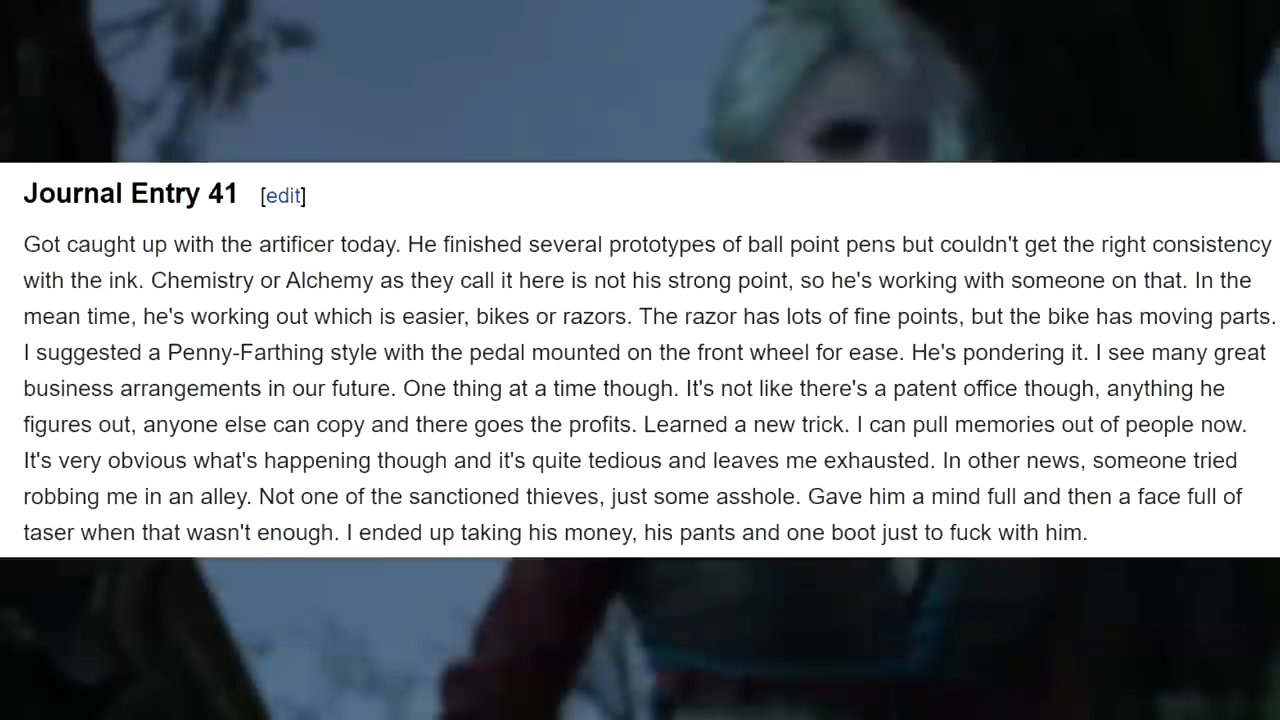 Journal Entry 41 [edit]
Got caught up with the artificer today. He finished several prototypes of ball point pens but couldn't get the right consistency
with the ink. Chemistry or Alchemy as they call it here is not his strong point, so he's working with someone on that. In the
mean time, he's working out which is easier, bikes or razors. The razor has lots of fine points, but the bike has moving parts.
I suggested a Penny-Farthing style with the pedal mounted on the front wheel for ease. He's pondering it. I see many great
business arrangements in our future. One thing at a time though. It's not like there's a patent office though, anything he
figures out, anyone else can copy and there goes the profits. Learned a new trick. I can pull memories out of people now.
It's very obvious what's happening though and it's quite tedious and leaves me exhausted. In other news, someone tried
robbing me in an alley. Not one of the sanctioned thieves, just some asshole. Gave him a mind full and then a face full of
taser when that wasn't enough. I ended up taking his money, his pants and one boot just to fuck with him.